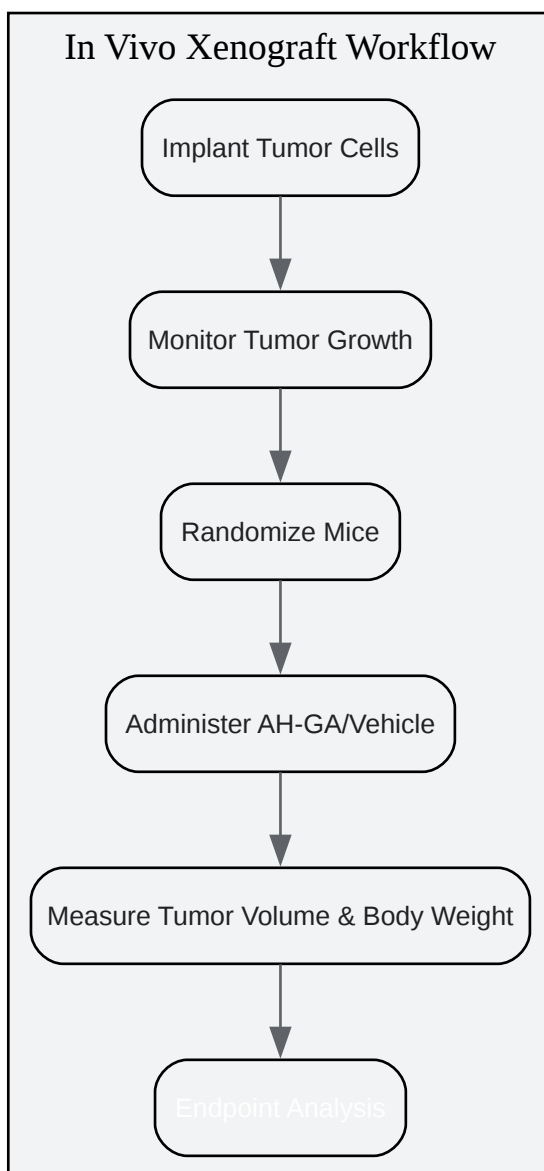 In Vivo Xenograft Workflow
Implant Tumor Cells
Monitor Tumor Growth
Randomize Mice
Administer AH-GA/Vehicle
Measure Tumor Volume & Body Weight
Endpoint Analysis